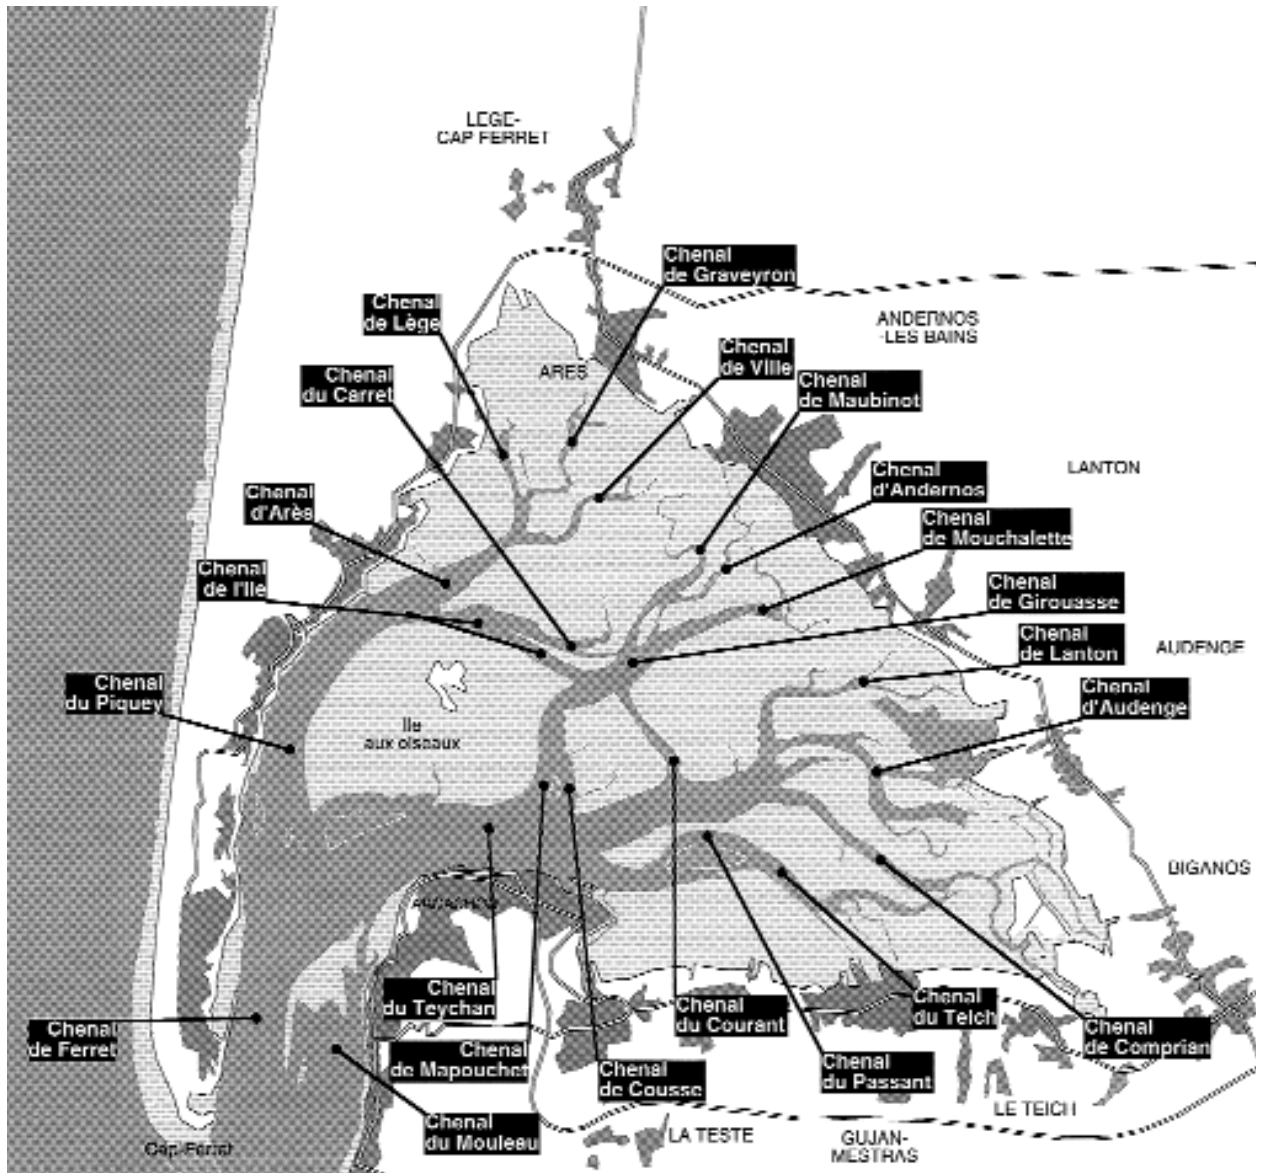 LEGE-
CAP FERRET
Chenal
de Graveyron
Chenal
de Lège
ANDERNOS
-LES BAINS
Chenal
de Ville
ARES
Chenal
du Carret
Chenal
de Maubinot
LANTON
Chenal
d'Andernos
Chenal
d'Arès
Chenal
de Mouchalette
Chenal
de l'Ile
Chenal
de Girouasse
Chenal
de Lanton
AUDENGE
Chenal
du Piquey
Chenal
d'Audenge
Ile
aux oiseaux
BIGANOS
ARCACHON
Chenal
du Teychan
Chenal
du Courant
Chenal
du Teich
Chenal
de Ferret
Chenal
de Comprian
Chenal
de Mapouchet
Chenal
de Cousse
Chenal
du Passant
LE TEICH
Chenal
du Mouleau
LA TESTE
GUJAN-
MESTRAS
Cap-Ferret